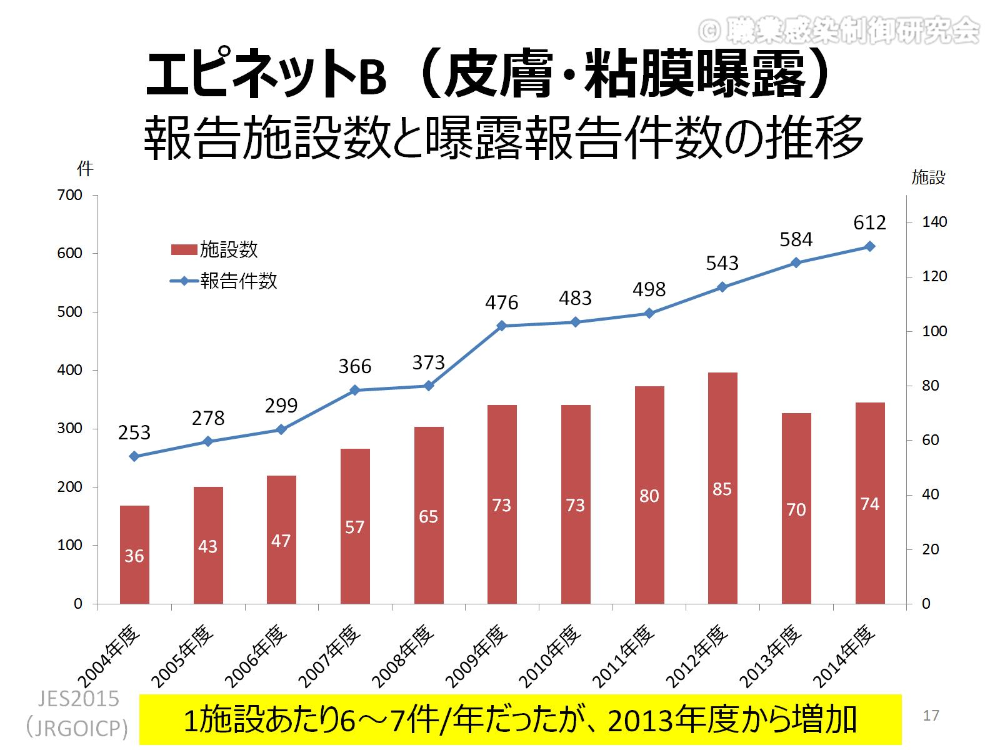 © 職業感染制御研究会
エピネットB（皮膚・粘膜曝露）
報告施設数と曝露報告件数の推移
件
施設
700
600
500
400
300
200
100
0
140
120
100
80
60
40
20
0
施設数
報告件数
253
278
299
366
373
476
483
498
543
584
612
36
43
47
57
65
73
73
80
85
70
74
2004年度
2005年度
2006年度
2007年度
2008年度
2009年度
2010年度
2011年度
2012年度
2013年度
2014年度
JES2015
（JRGOICP)
1施設あたり6～7件/年だったが、2013年度から増加
17